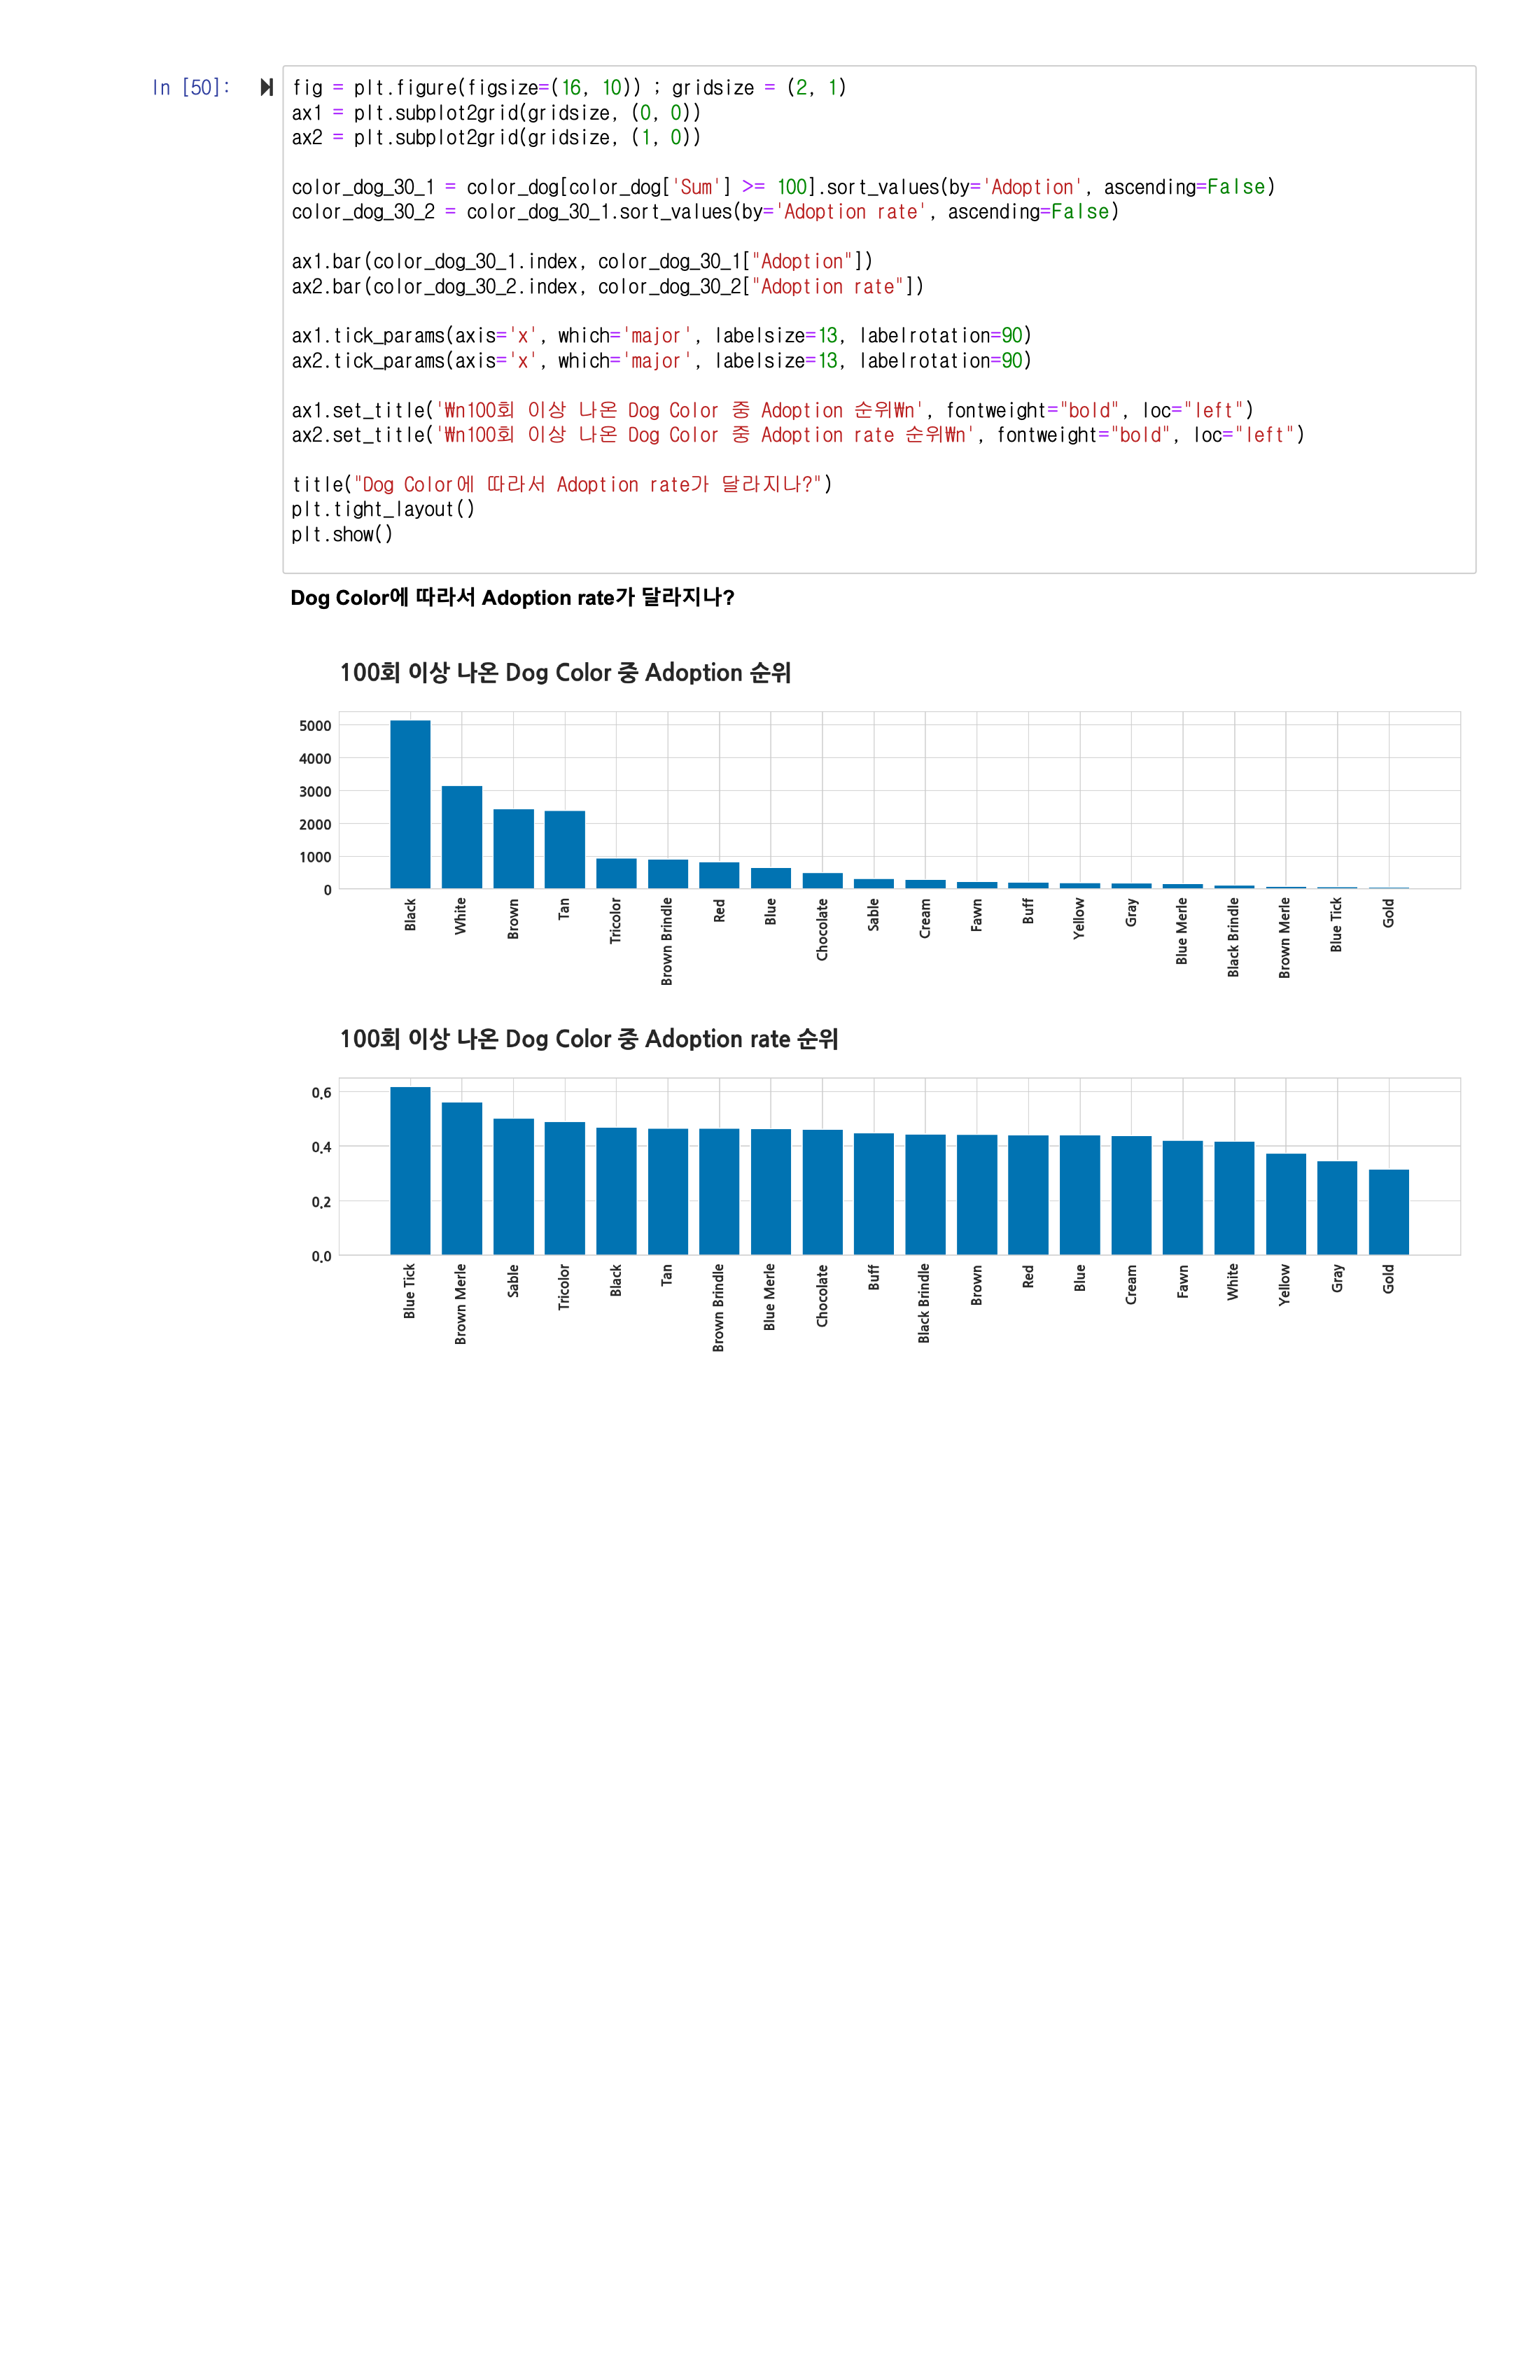 In [50]:
fig = plt.figure(figsize=(16, 10)) ; gridsize = (2, 1)
ax1 = plt.subplot2grid(gridsize, (0, 0))
ax2 = plt.subplot2grid(gridsize, (1, 0))
color_dog_30_1 = color_dog[color_dog['Sum'] >= 100].sort_values(by='Adoption', ascending=False)
color_dog_30_2 = color_dog_30_1.sort_values(by='Adoption rate', ascending=False)
ax1.bar(color_dog_30_1.index, color_dog_30_1["Adoption"])
ax2.bar(color_dog_30_2.index, color_dog_30_2["Adoption rate"])
ax1.tick_params(axis='x', which='major', labelsize=13, labelrotation=90)
ax2.tick_params(axis='x', which='major', labelsize=13, labelrotation=90)
ax1.set_title('₩n100회 이상 나온 Dog Color 중 Adoption 순위₩n', fontweight="bold", loc="left")
ax2.set_title('₩n100회 이상 나온 Dog Color 중 Adoption rate 순위₩n', fontweight="bold", loc="left")
title("Dog Color에 따라서 Adoption rate가 달라지나?")
plt.tight_layout()
plt.show()
Dog Color에 따라서 Adoption rate가 달라지나?
100회 이상 나온 Dog Color 중 Adoption 순위
5000
4000
3000
2000
1000
0
Black
White
Brown
Tan
Tricolor
Brown Brindle
Red
Blue
Chocolate
Sable
Cream
Fawn
Buff
Yellow
Gray
Blue Merle
Black Brindle
Brown Merle
Blue Tick
Gold
100회 이상 나온 Dog Color 중 Adoption rate 순위
0.6
0.4
0.2
0.0
Blue Tick
Brown Merle
Sable
Tricolor
Black
Tan
Brown Brindle
Blue Merle
Chocolate
Buff
Black Brindle
Brown
Red
Blue
Cream
Fawn
White
Yellow
Gray
Gold